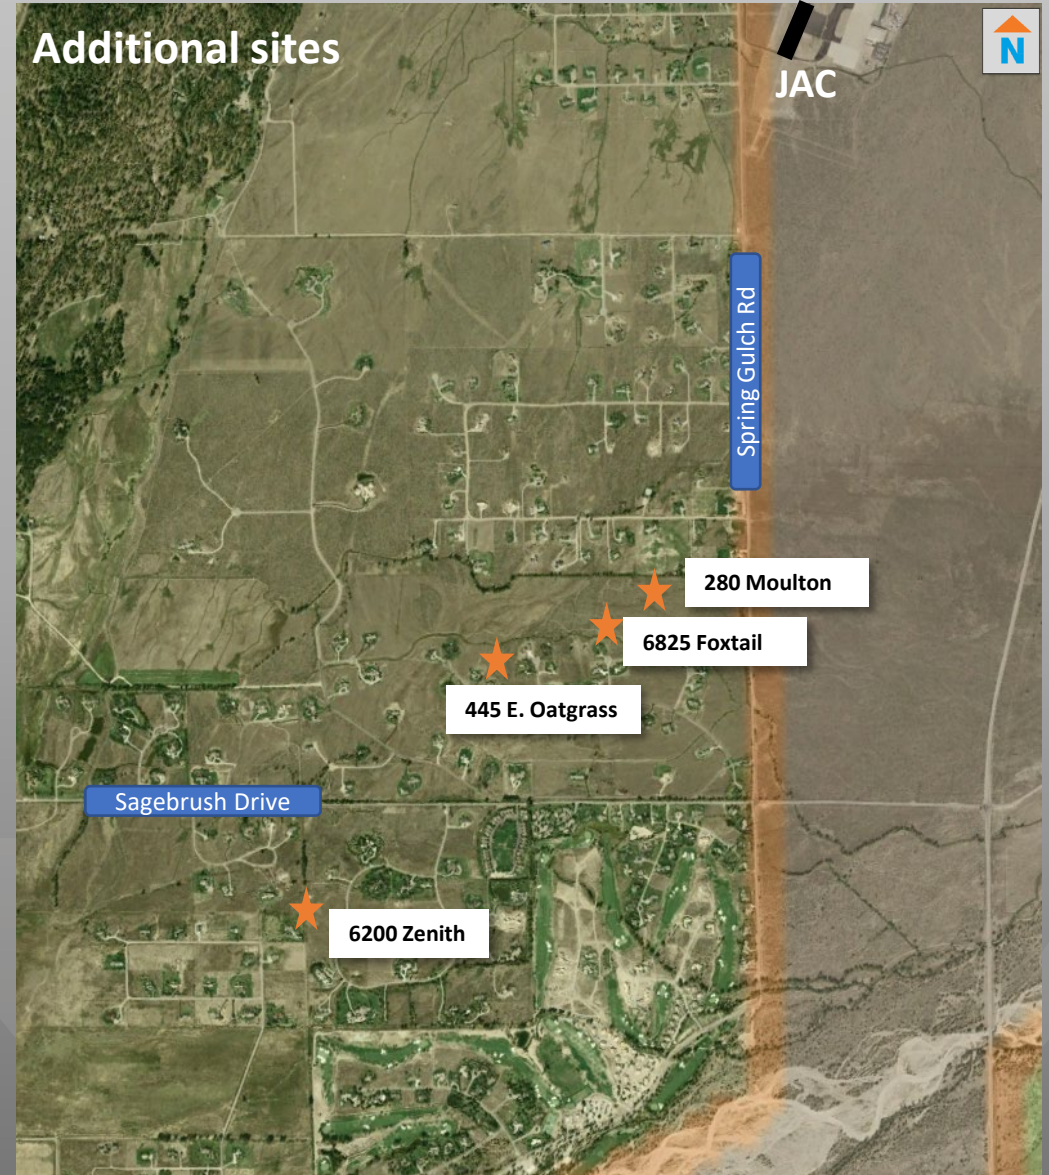 Additional sites
N
JAC
Spring Gulch Rd
280 Moulton
6825 Foxtail
445 E. Oatgrass
Sagebrush Drive
6200 Zenith